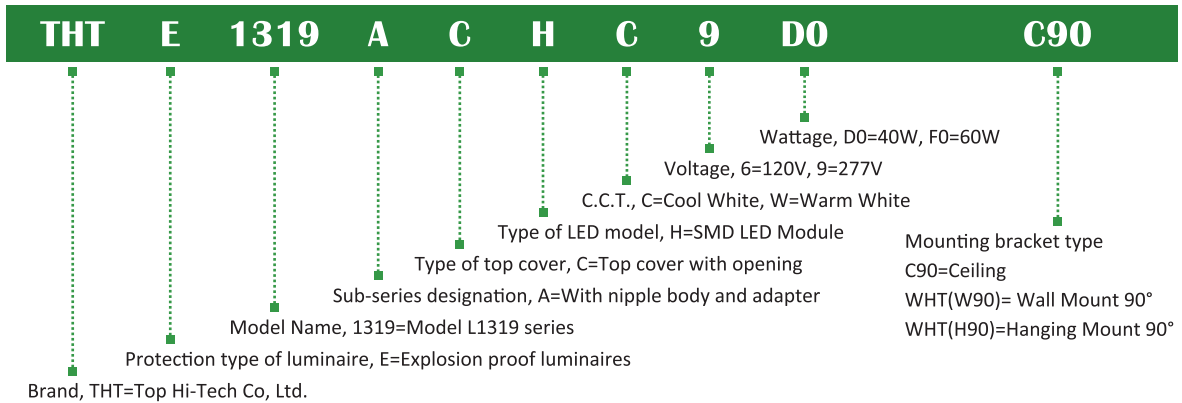 THT E 1319 A C H C 9 D0 C90
Wattage, D0=40W, F0=60W
Voltage, 6=120V, 9=277V
C.C.T., C=Cool White, W=Warm White
Type of LED model, H=SMD LED Module
Type of top cover, C=Top cover with opening
Sub-series designation, A=With nipple body and adapter
Model Name, 1319=Model L1319 series
Protection type of luminaire, E=Explosion proof luminaires
Brand, THT=Top Hi-Tech Co, Ltd.
Mounting bracket type
C90=Ceiling
WHT(W90)= Wall Mount 90°
WHT(H90)=Hanging Mount 90°